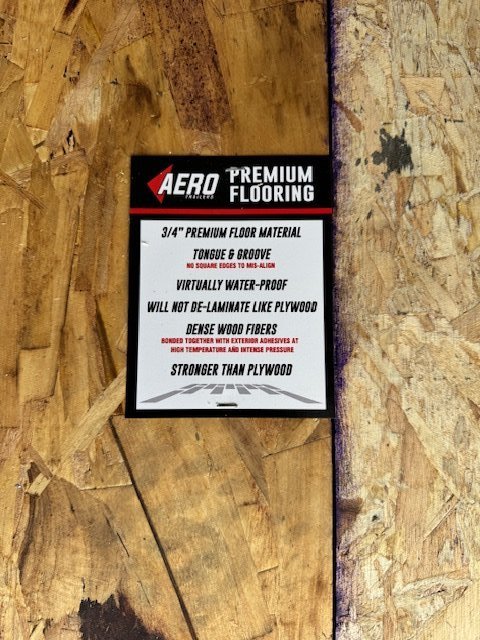 AERO
TRAILERS
PREMIUM
FLOORING
3/4" PREMIUM FLOOR MATERIAL
TONGUE & GROOVE
NO SQUARE EDGES TO MIS-ALIGN
VIRTUALLY WATER-PROOF
WILL NOT DE-LAMINATE LIKE PLYWOOD
DENSE WOOD FIBERS
BONDED TOGETHER WITH EXTERIOR ADHESIVES AT
HIGH TEMPERATURE AND INTENSE PRESSURE
STRONGER THAN PLYWOOD